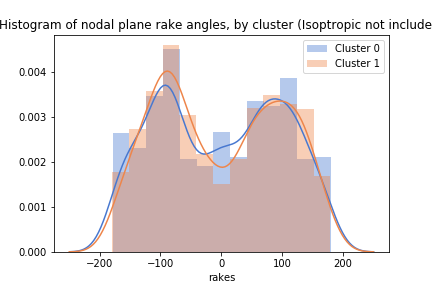 Histogram of nodal plane rake angles, by cluster (Isoptropic not include
Cluster 0
Cluster 1
0.004
0.003
0.002
0.001
0.000
−200 −100 0 100 200
rakes